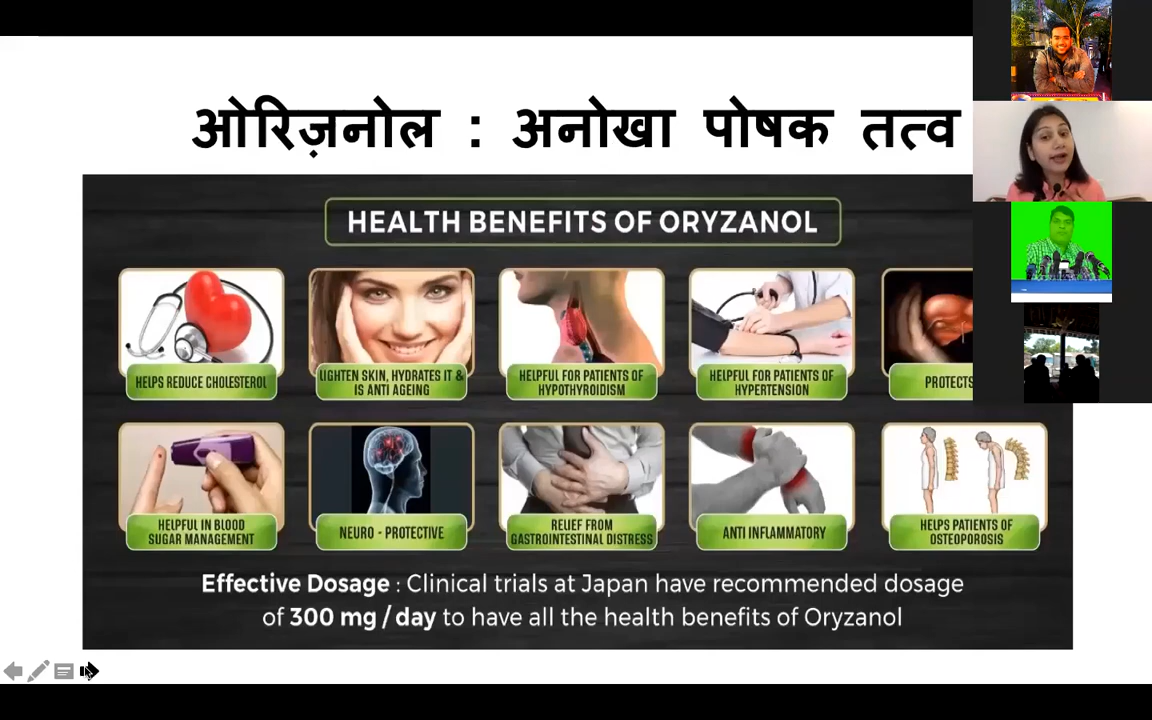 ओरिज़नोल : अनोखा पोषक तत्व
HEALTH BENEFITS OF ORYZANOL
HELPS REDUCE CHOLESTEROL
LIGHTEN SKIN, HYDRATES IT &
IS ANTI AGEING
HELPFUL FOR PATIENTS OF
HYPOTHYROIDISM
HELPFUL FOR PATIENTS OF
HYPERTENSION
PROTECTS
HELPFUL IN BLOOD
SUGAR MANAGEMENT
NEURO - PROTECTIVE
RELIEF FROM
GASTROINTESTINAL DISTRESS
ANTI INFLAMMATORY
HELPS PATIENTS OF
OSTEOPOROSIS
Effective Dosage : Clinical trials at Japan have recommended dosage
of 300 mg / day to have all the health benefits of Oryzanol